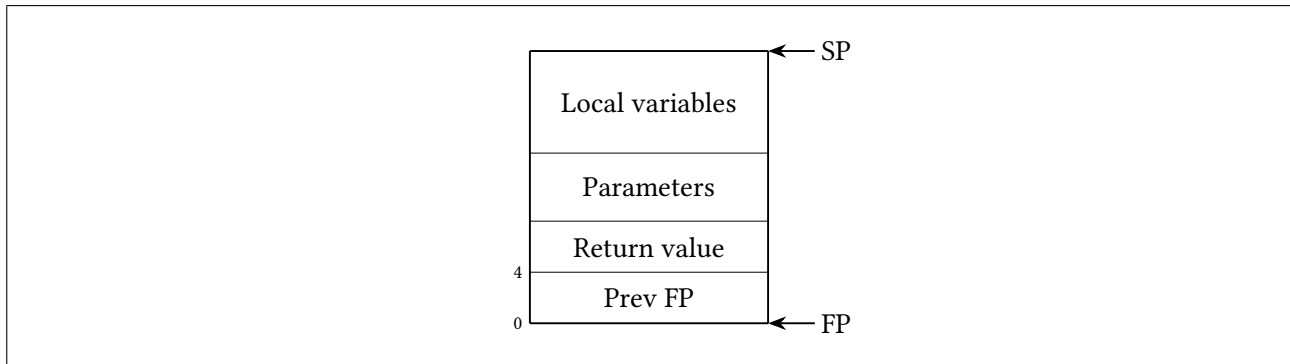 SP
Local variables
Parameters
Return value
4
Prev FP
0
FP